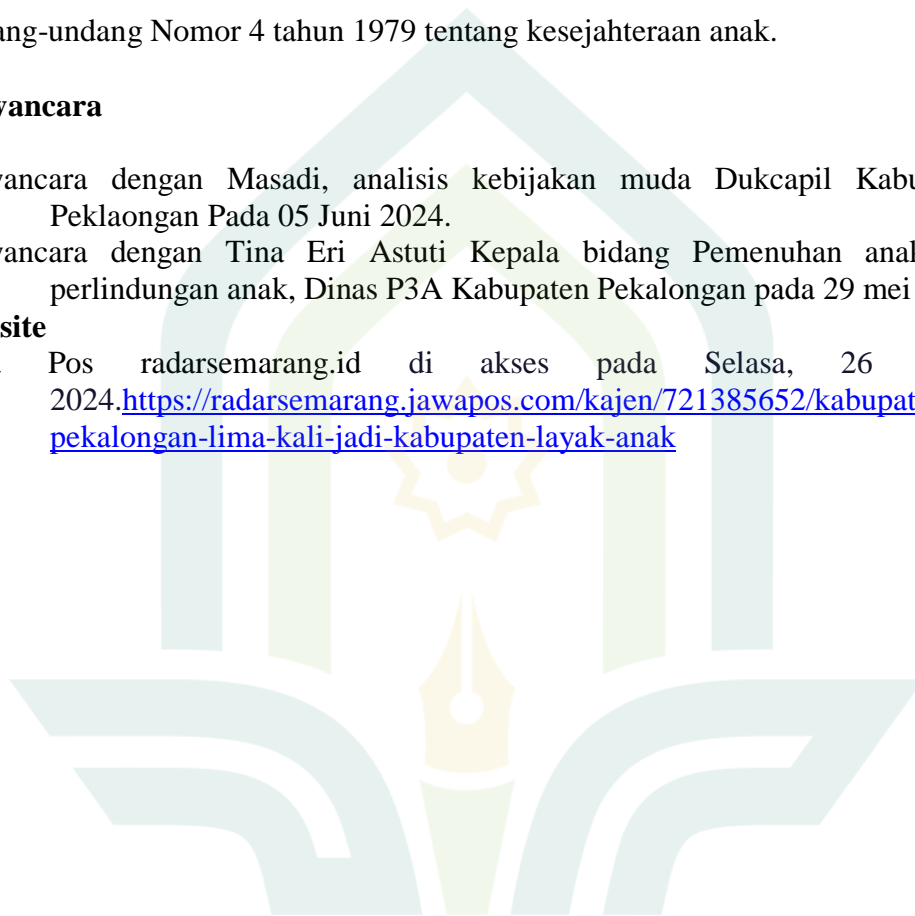 ang-undang Nomor 4 tahun 1979 tentang kesejahteraan anak.
vancara
vancara dengan Masadi, analisis kebijakan muda Dukcapil Kabu
Peklaongan Pada 05 Juni 2024.
vancara dengan Tina Eri Astuti Kepala bidang Pemenuhan anak
perlindungan anak, Dinas P3A Kabupaten Pekalongan pada 29 mei
site
Pos radarsemarang.id di akses pada Selasa, 26
2024.https://radarsemarang.jawapos.com/kajen/721385652/kabupat
pekalongan-lima-kali-jadi-kabupaten-layak-anak